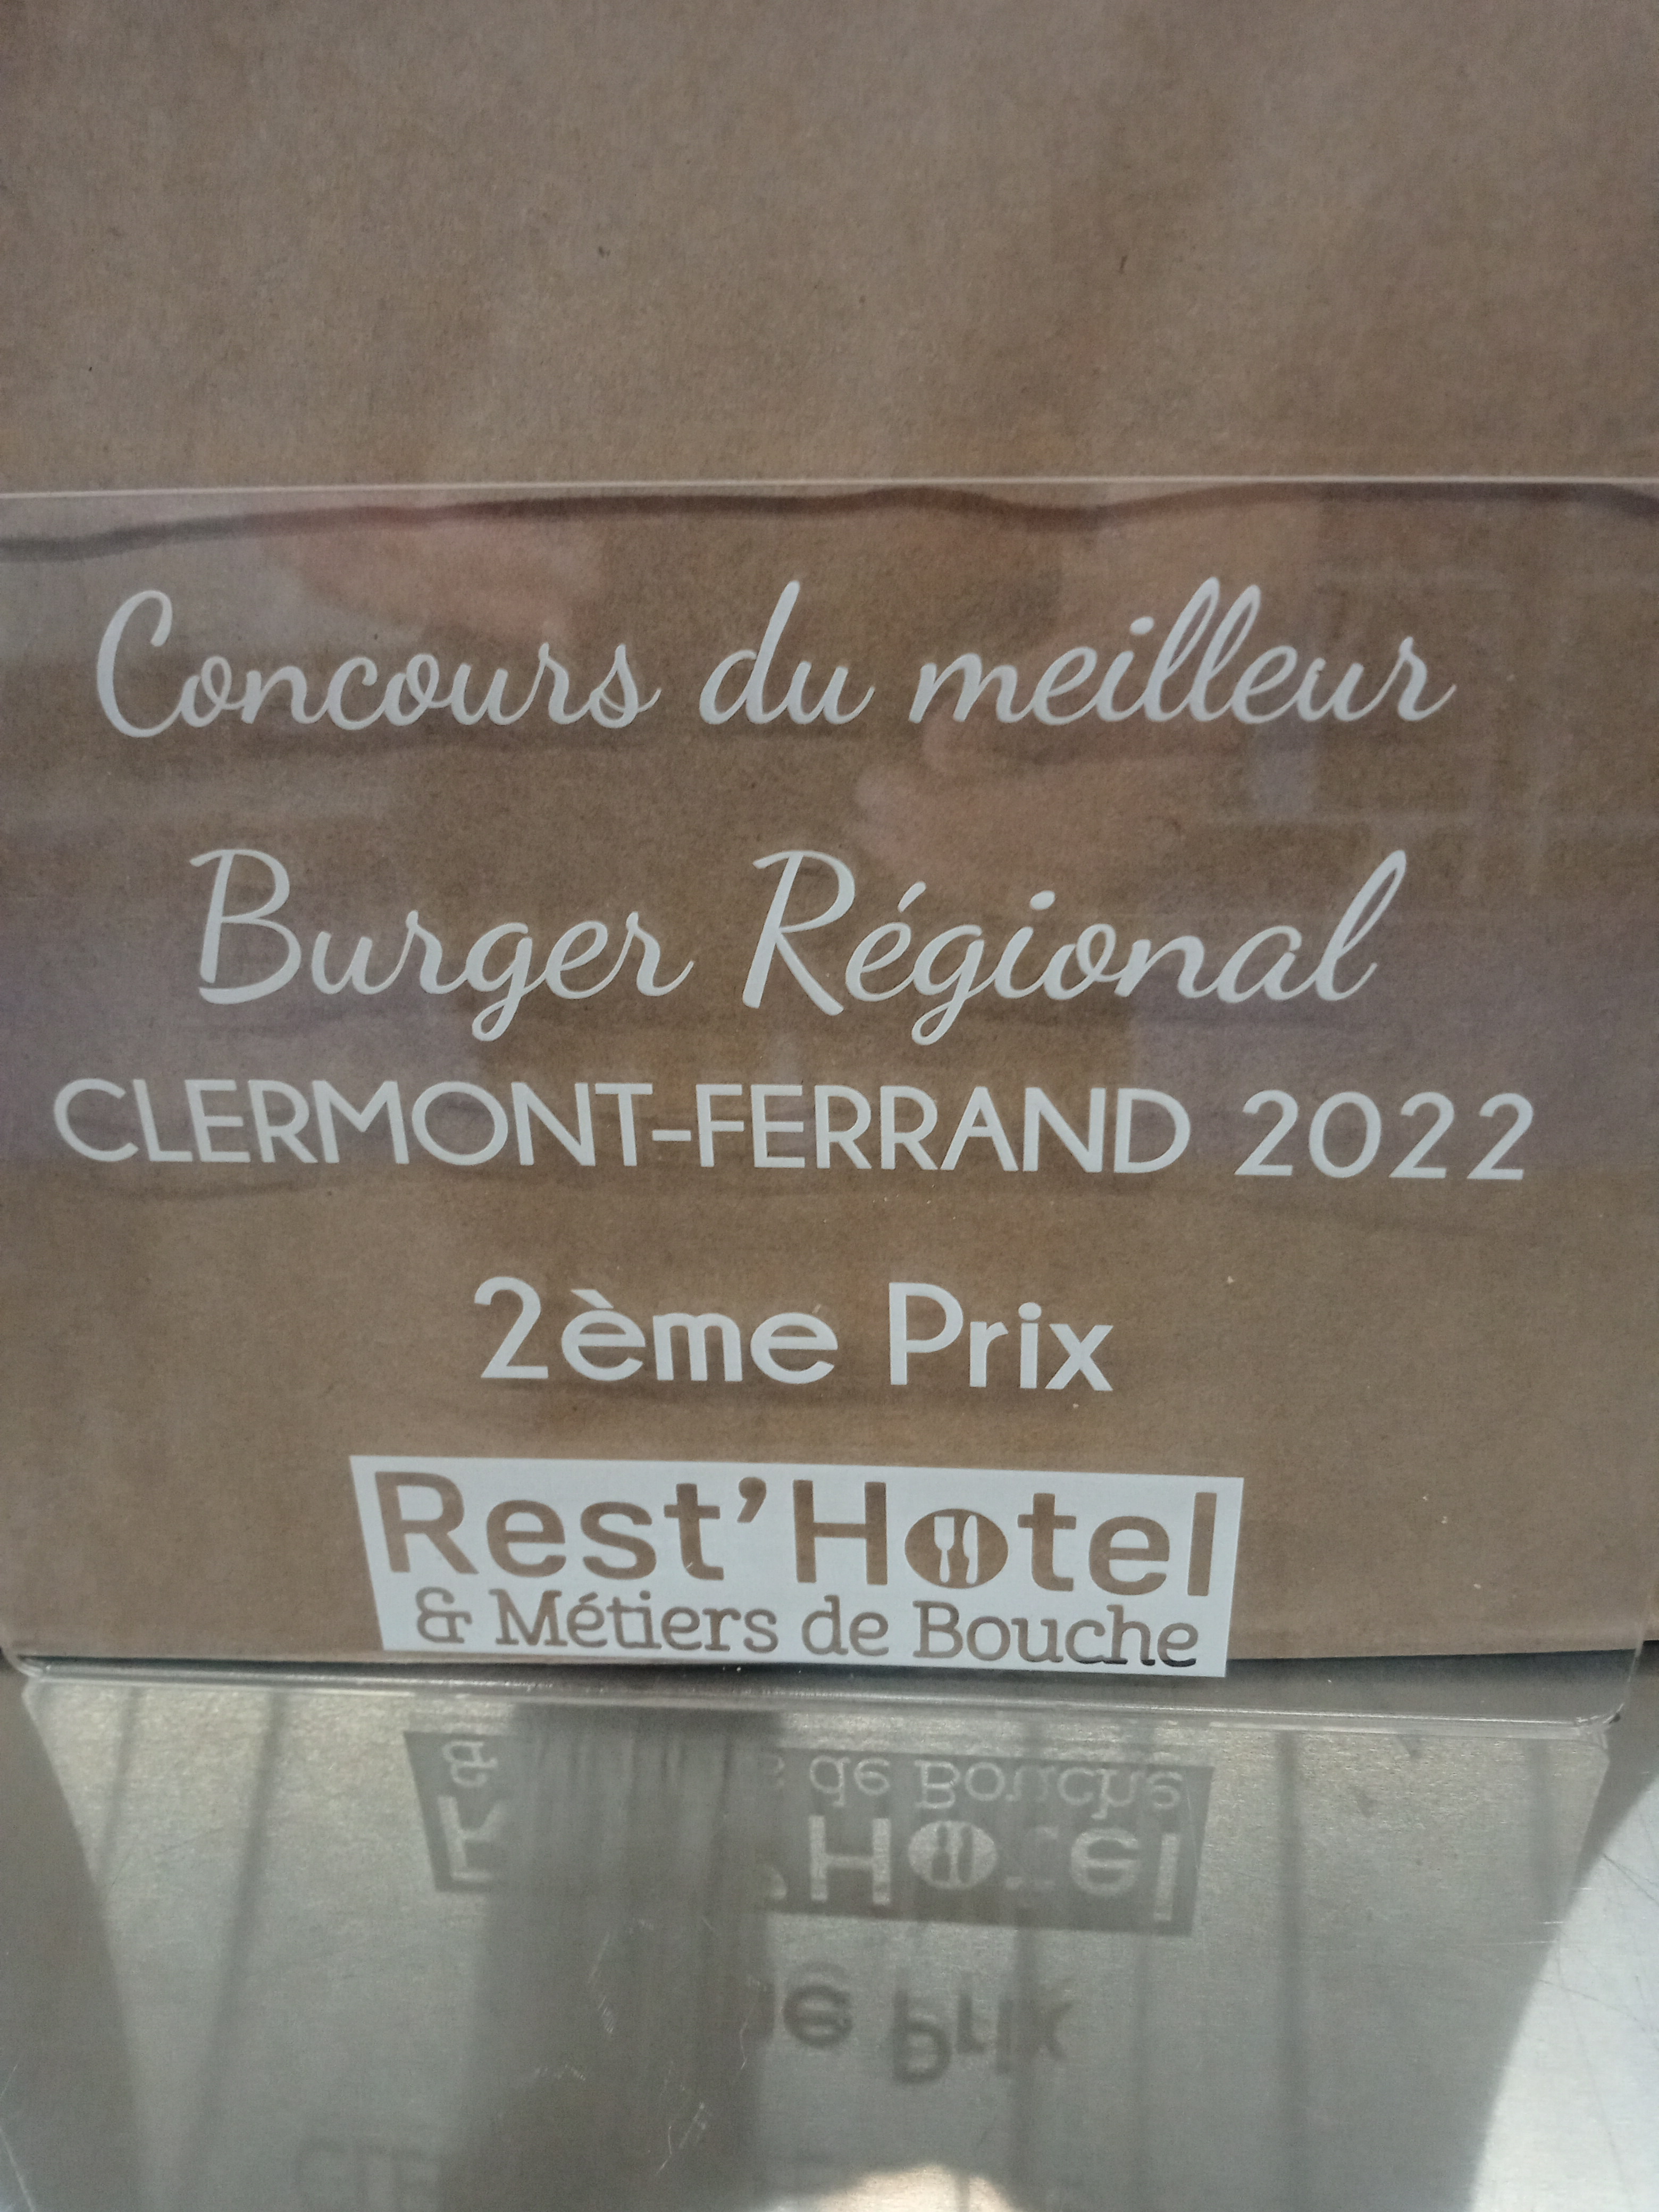 Concours du meilleur
Burger Régional
CLERMONT-FERRAND 2022
2ème Prix
Rest'Hotel
& Métiers de Bouche